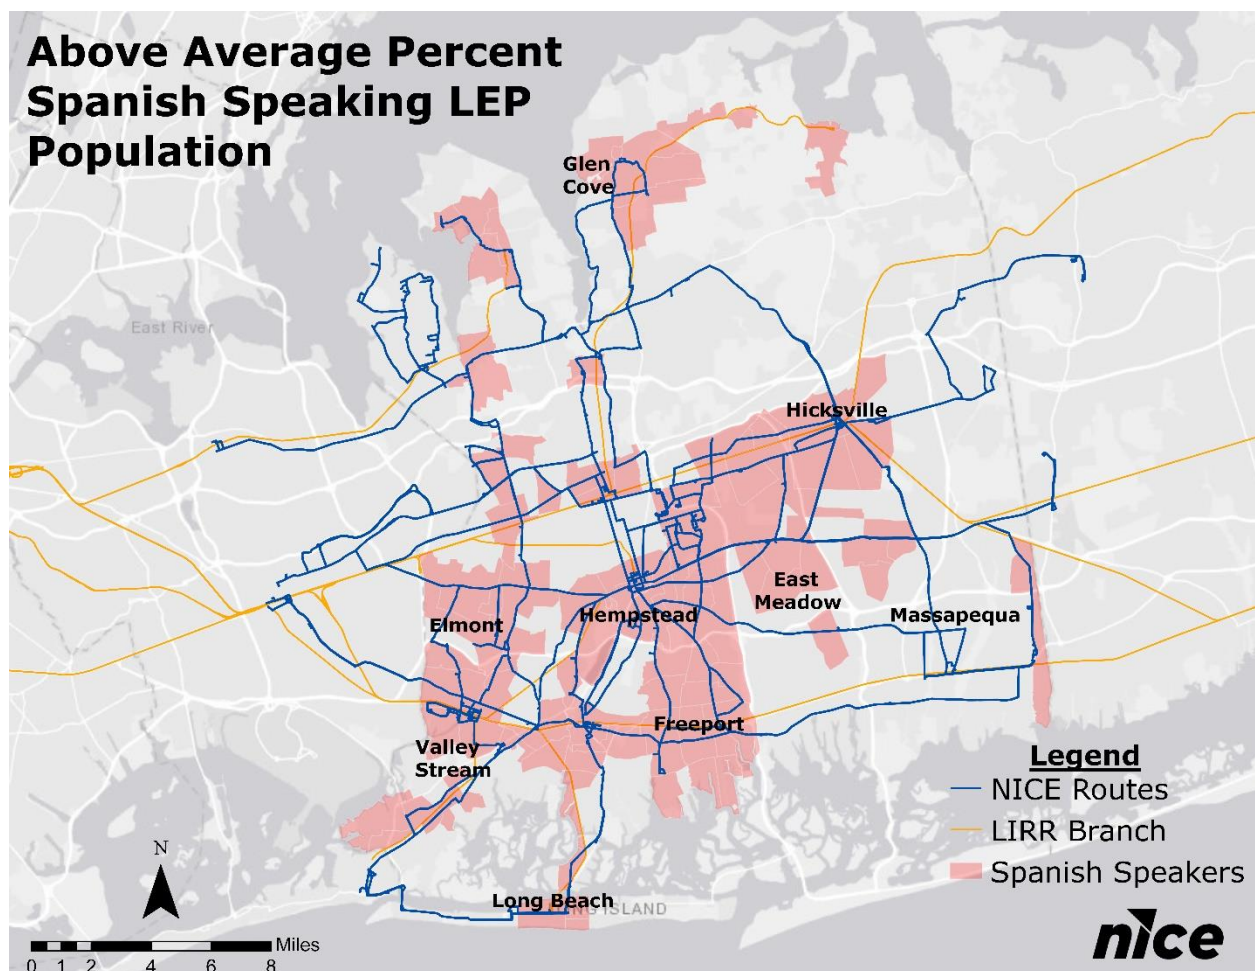 Above Average Percent
Spanish Speaking LEP
Population
Glen
Cove
East River
Hicksville
East
Meadow
Hempstead
Massapequa
Elmont
Freeport
Valley
Stream
Legend
NICE Routes
LIRR Branch
Spanish Speakers
N
Long Beach
ISLAND
Miles
0 1 2 4 6 8
nice